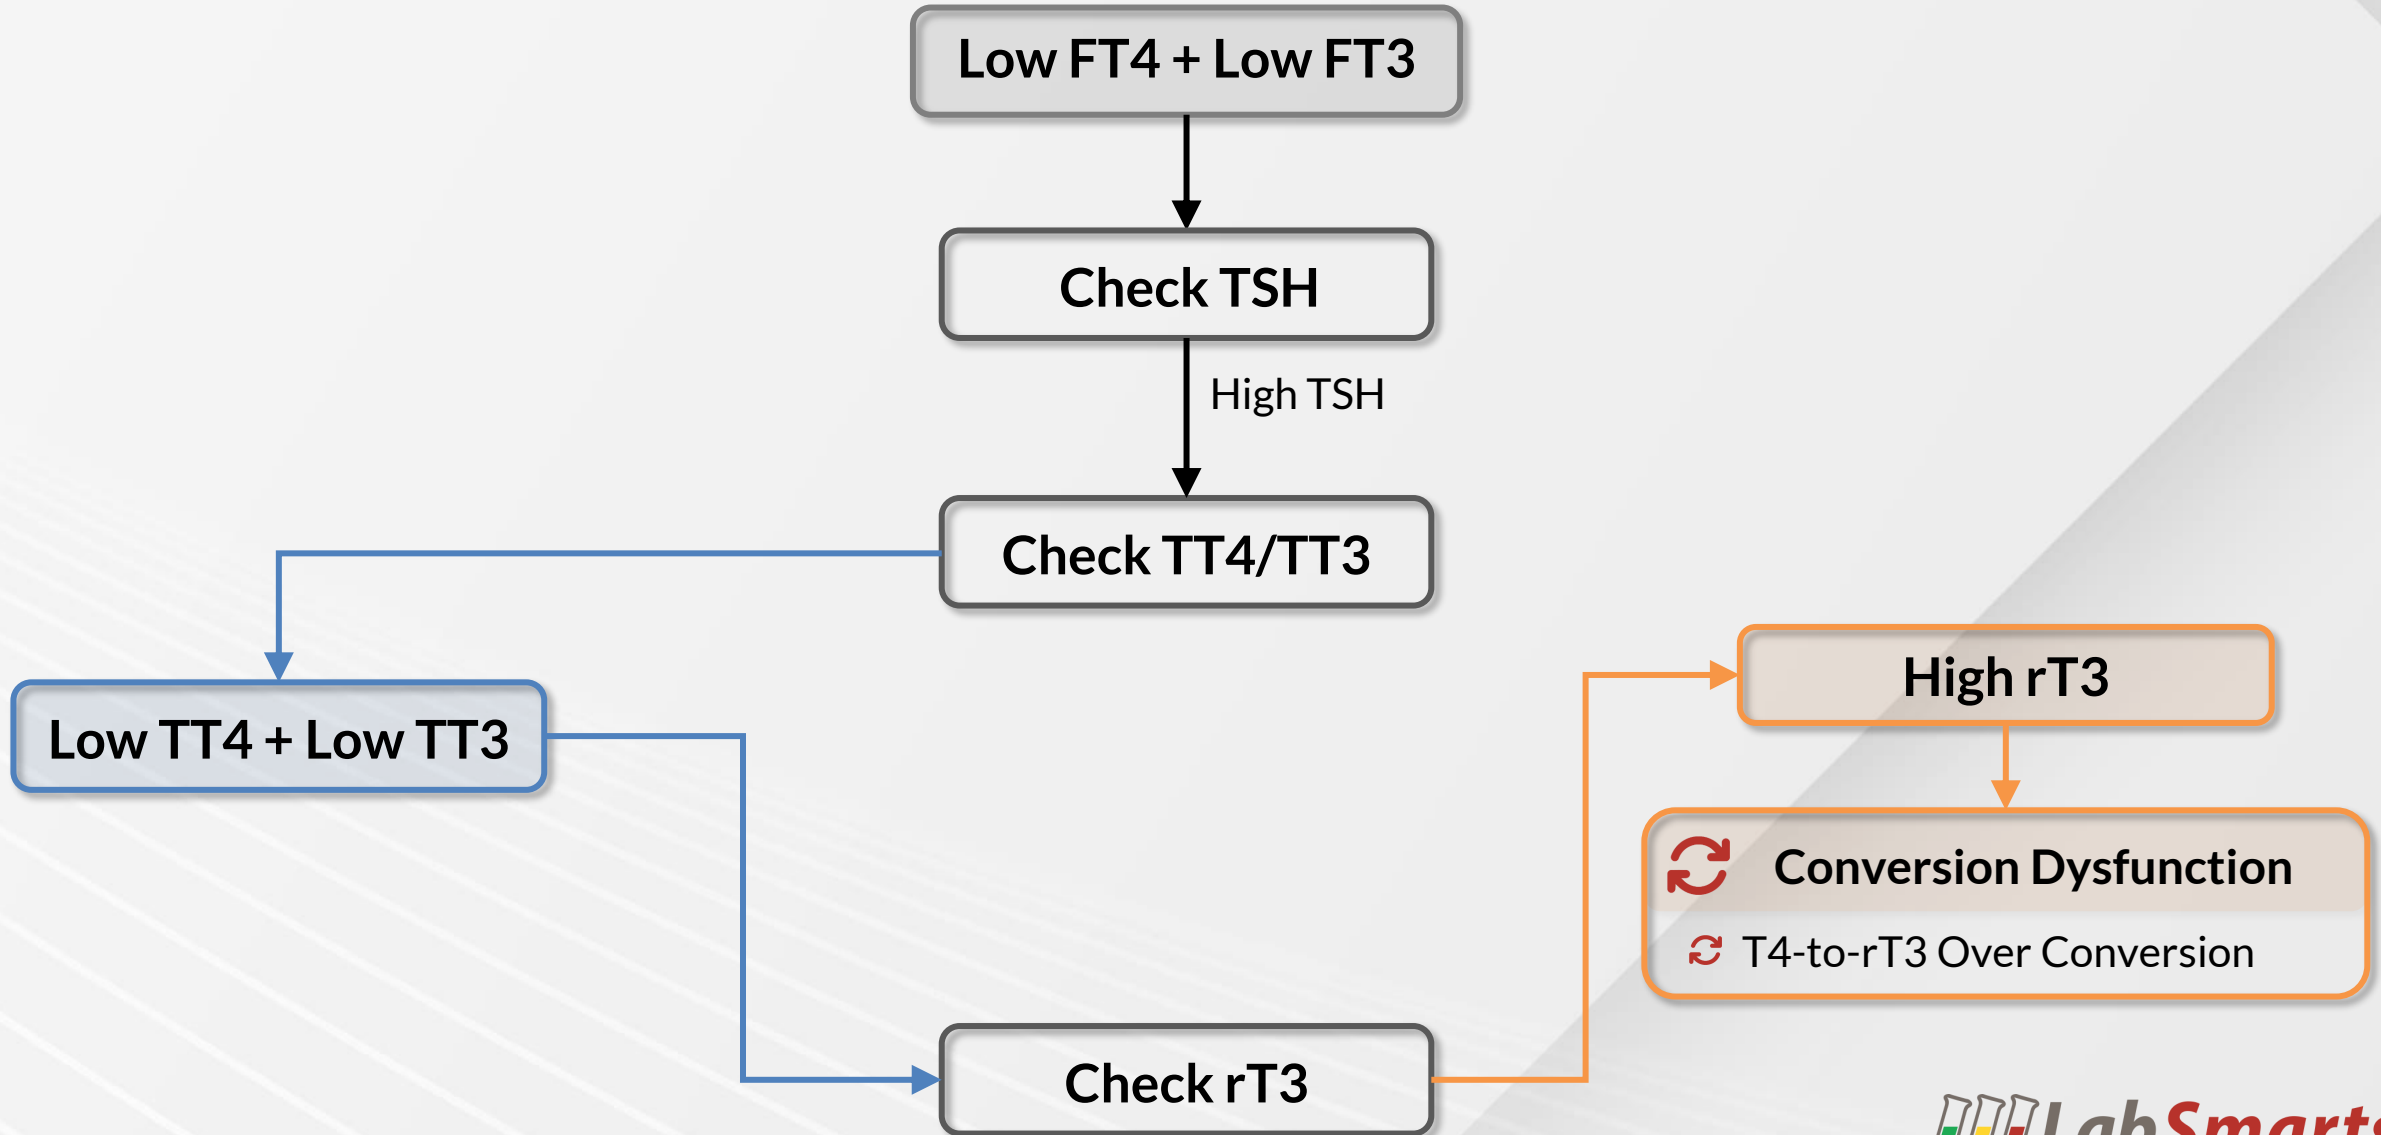 Low FT4 + Low FT3
Check TSH
High TSH
Check TT4/TT3
Low TT4 + Low TT3
High rT3
Conversion Dysfunction
T4-to-rT3 Over Conversion
Check rT3
LabSmarts